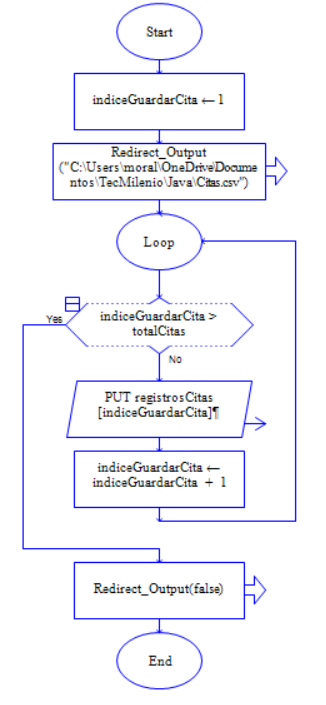 Start
indiceGuardarCita ← 1
Redirect_Output
("C:\Users\moral\OneDrive\Docume
ntos\TecMilenio\Java\Citas.csv")
Loop
indiceGuardarCita >
totalCitas
Yes
No
PUT registrosCitas
[indiceGuardarCita]¶
indiceGuardarCita ←
indiceGuardarCita + 1
Redirect_Output(false)
End